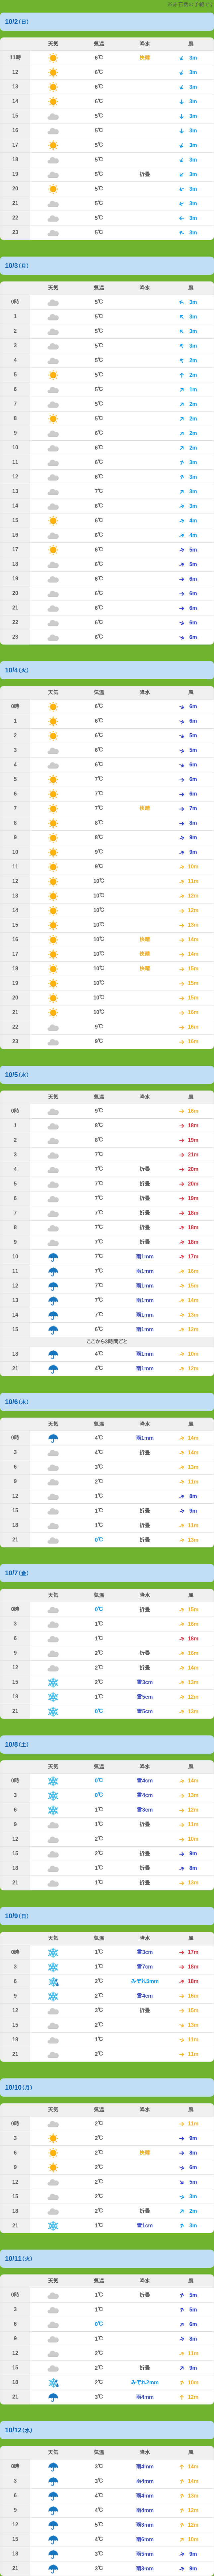 10/2(日)
天気 気温 降水 風
11時 6℃ 3m
12 6℃ 3m
13 6℃ 3m
14 6℃ 3m
15 5℃ 3m
16 5℃ 3m
17 5℃ 3m
18 5℃ 3m
19 5℃ 折畳 3m
20 5℃ 3m
21 5℃ 3m
22 5℃ 3m
23 5℃ 3m
10/3(月)
天気 気温 降水 風
0時 5℃ 3m
1 5℃ 3m
2 5℃ 3m
3 5℃ 3m
4 5℃ 2m
5 5℃ 2m
6 5℃ 1m
7 5℃ 2m
8 5℃ 2m
9 6℃ 2m
10 6℃ 2m
11 6℃ 3m
12 6℃ 3m
13 7℃ 3m
14 6℃ 3m
15 6℃ 4m
16 6℃ 4m
17 6℃ 5m
18 6℃ 5m
19 6℃ 6m
20 6℃ 6m
21 6℃ 6m
22 6℃ 6m
23 6℃ 6m
10/4(火)
天気 気温 降水 風
0時 6℃ 6m
1 6℃ 6m
2 6℃ 5m
3 6℃ 5m
4 6℃ 6m
5 7℃ 6m
6 7℃ 6m
7 7℃ 7m
8 8℃ 8m
9 8℃ 9m
10 9℃ 9m
11 9℃ 10m
12 10℃ 11m
13 10℃ 12m
14 10℃ 12m
15 10℃ 13m
16 10℃ 14m
17 10℃ 14m
18 10℃ 15m
19 10℃ 15m
20 10℃ 15m
21 10℃ 16m
22 9℃ 16m
23 9℃ 16m
10/5(水)
天気 気温 降水 風
0時 9℃ 16m
1 8℃ 18m
2 8℃ 19m
3 7℃ 21m
4 7℃ 折畳 20m
5 7℃ 折畳 20m
6 7℃ 折畳 19m
7 7℃ 折畳 18m
8 7℃ 折畳 18m
9 7℃ 折畳 18m
10 7℃ 雨1mm 17m
11 7℃ 雨1mm 16m
12 7℃ 雨1mm 15m
13 7℃ 雨1mm 14m
14 7℃ 雨1mm 13m
15 6℃ 雨1mm 12m
ここから3時間ごと
18 4℃ 雨1mm 10m
21 4℃ 雨1mm 12m
10/6(木)
天気 気温 降水 風
0時 4℃ 雨1mm 14m
3 4℃ 折畳 14m
6 3℃ 13m
9 2℃ 11m
12 1℃ 8m
15 1℃ 折畳 9m
18 1℃ 折畳 11m
21 0℃ 折畳 13m
10/7(金)
天気 気温 降水 風
0時 0℃ 折畳 15m
3 1℃ 16m
6 1℃ 18m
9 2℃ 折畳 16m
12 2℃ 折畳 14m
15 2℃ 雪3cm 13m
18 1℃ 雪5cm 12m
21 0℃ 雪5cm 13m
10/8(土)
天気 気温 降水 風
0時 0℃ 雪4cm 14m
3 0℃ 雪4cm 13m
6 1℃ 雪3cm 12m
9 1℃ 折畳 11m
12 2℃ 10m
15 2℃ 折畳 9m
18 1℃ 折畳 8m
21 1℃ 折畳 13m
10/9(日)
天気 気温 降水 風
0時 1℃ 雪3cm 17m
3 1℃ 雪7cm 18m
6 2℃ みぞれ5mm 18m
9 2℃ 雪4cm 16m
12 3℃ 折畳 15m
15 2℃ 13m
18 1℃ 11m
21 2℃ 11m
10/10(月)
天気 気温 降水 風
0時 2℃ 11m
3 2℃ 9m
6 2℃ 8m
9 2℃ 6m
12 2℃ 5m
15 2℃ 3m
18 2℃ 折畳 2m
21 1℃ 雪1cm 3m
10/11(火)
天気 気温 降水 風
0時 1℃ 折畳 5m
3 1℃ 5m
6 0℃ 6m
9 1℃ 8m
12 2℃ 11m
15 2℃ 折畳 9m
18 2℃ みぞれ2mm 10m
21 3℃ 雨4mm 12m
10/12(水)
天気 気温 降水 風
0時 3℃ 雨4mm 14m
3 3℃ 雨4mm 14m
6 4℃ 雨4mm 13m
9 4℃ 雨4mm 12m
12 5℃ 雨3mm 12m
15 4℃ 雨6mm 10m
18 3℃ 雨5mm 9m
21 3℃ 雨3mm 9m